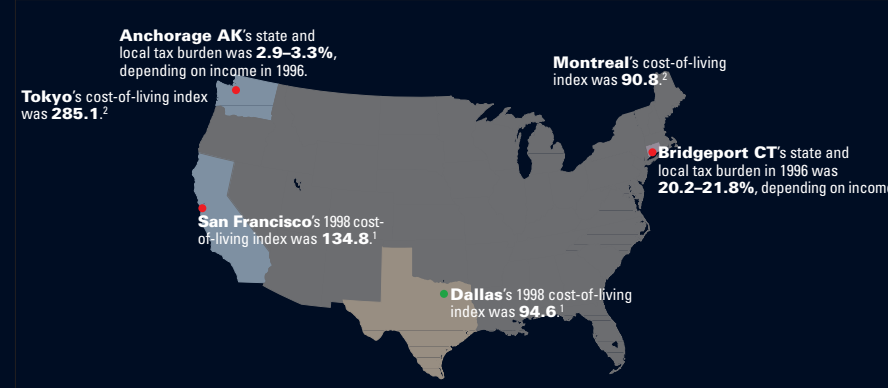 Anchorage AK's state and
local tax burden was 2.9–3.3%,
depending on income in 1996.
Montreal's cost-of-living
index was 90.8.2
Tokyo's cost-of-living index
was 285.1.2
Bridgeport CT's state and
local tax burden in 1996 was
20.2–21.8%, depending on income
San Francisco's 1998 cost-
of-living index was 134.8.1
Dallas's 1998 cost-of-living
index was 94.6.1